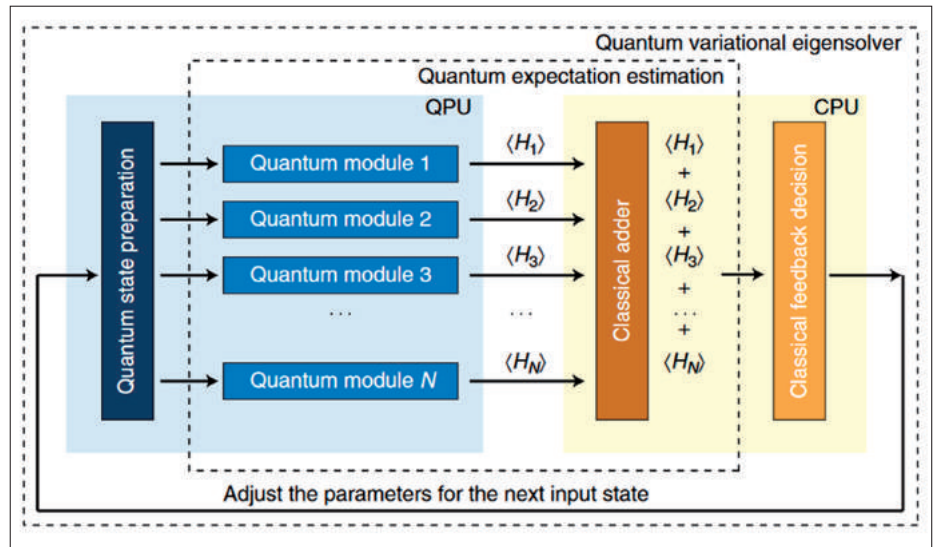 Quantum variational eigensolver
Quantum expectation estimation
QPU
CPU
Quantum state preparation
Quantum module 1
Quantum module 2
Quantum module 3
...
Quantum module N
⟨H₁⟩
⟨H₂⟩
⟨H₃⟩
...
⟨H_N⟩
Classical adder
⟨H₁⟩
+
⟨H₂⟩
+
⟨H₃⟩
+
...
+
⟨H_N⟩
Classical feedback decision
Adjust the parameters for the next input state